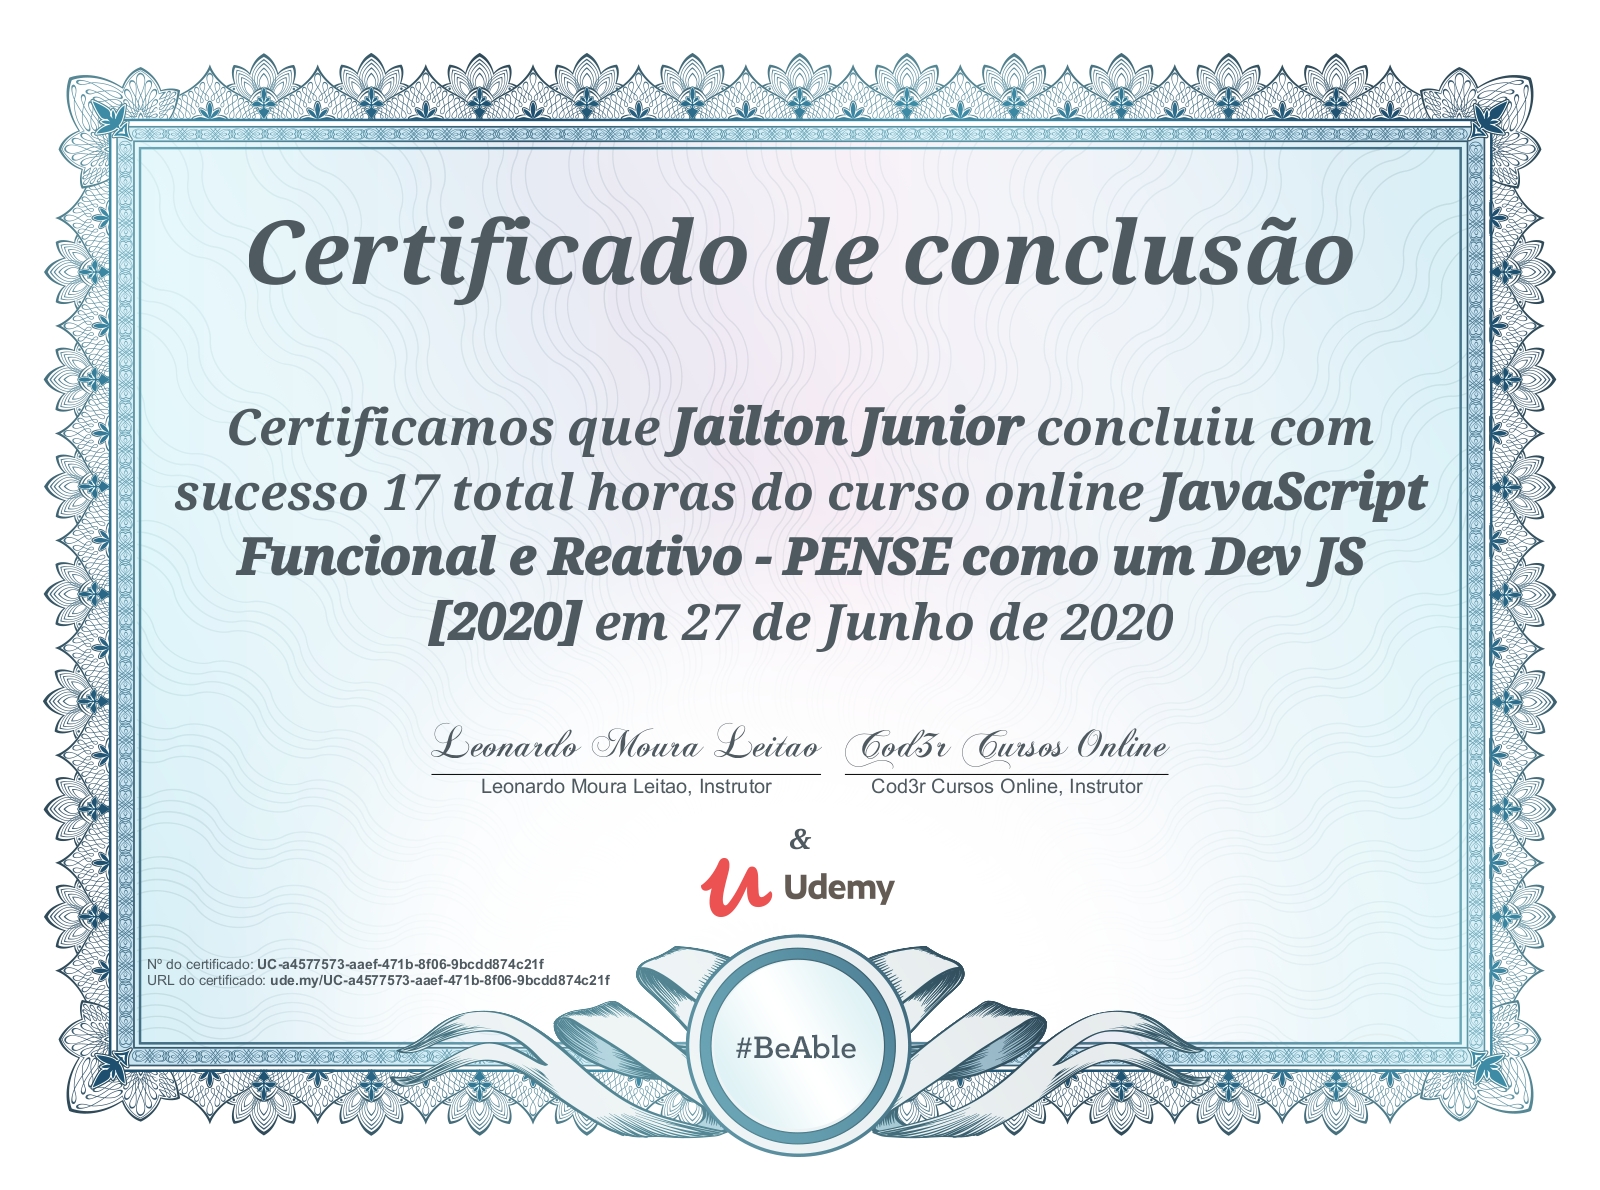 Certificado de conclusão
Certificamos que Jailton Junior concluiu com
sucesso 17 total horas do curso online JavaScript
Funcional e Reativo - PENSE como um Dev JS
[2020] em 27 de Junho de 2020
Leonardo Moura Leitao Cod3r Cursos Online
Leonardo Moura Leitao, Instrutor Cod3r Cursos Online, Instrutor
&
Udemy
Nº do certificado: UC-a4577573-aaef-471b-8f06-9bcdd874c21f
URL do certificado: ude.my/UC-a4577573-aaef-471b-8f06-9bcdd874c21f
#BeAble